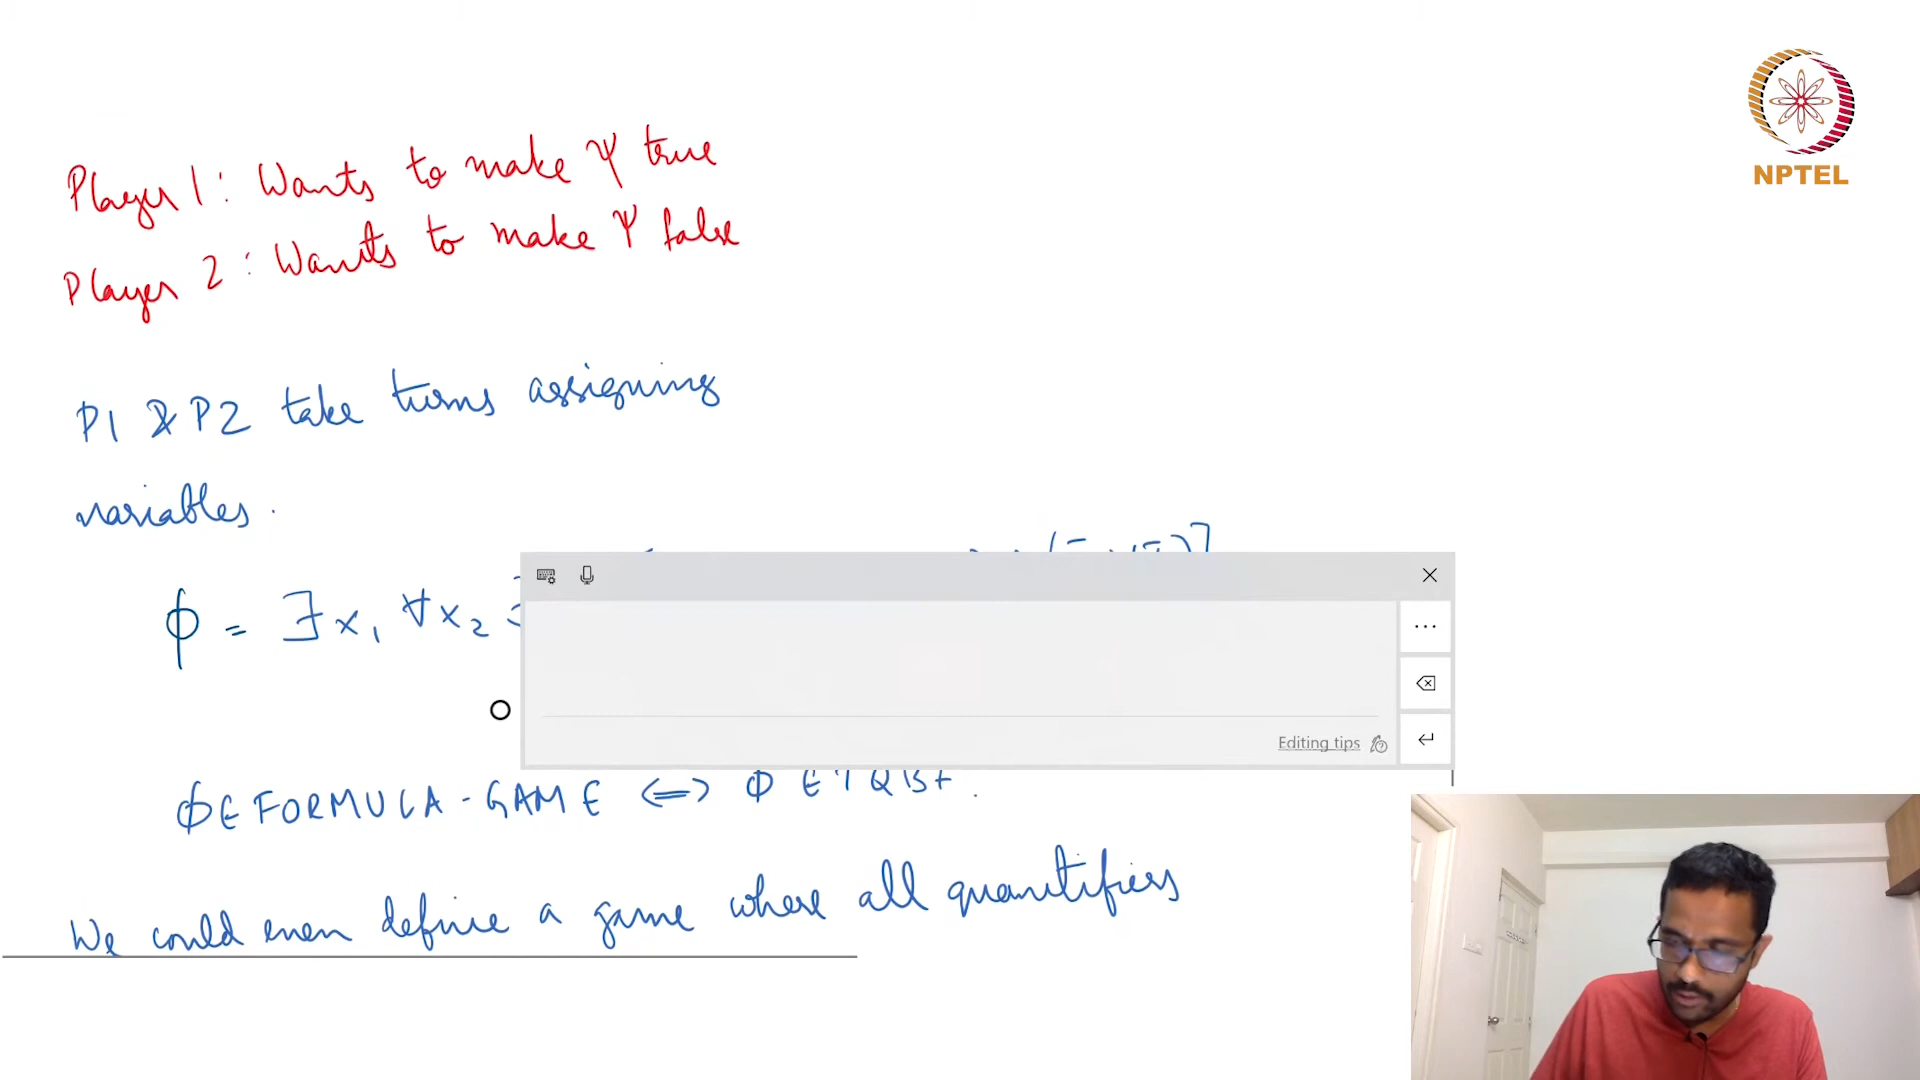 NPTEL
Player 1: Wants to make Ψ true
Player 2: Wants to make Ψ false
P1 & P2 take turns assigning
variables.
ϕ = ∃x₁ ∀x₂
Editing tips
ϕ ∈ FORMULA-GAME ⟺ ϕ ∈ TQBF.
We could even define a game where all quantifiers